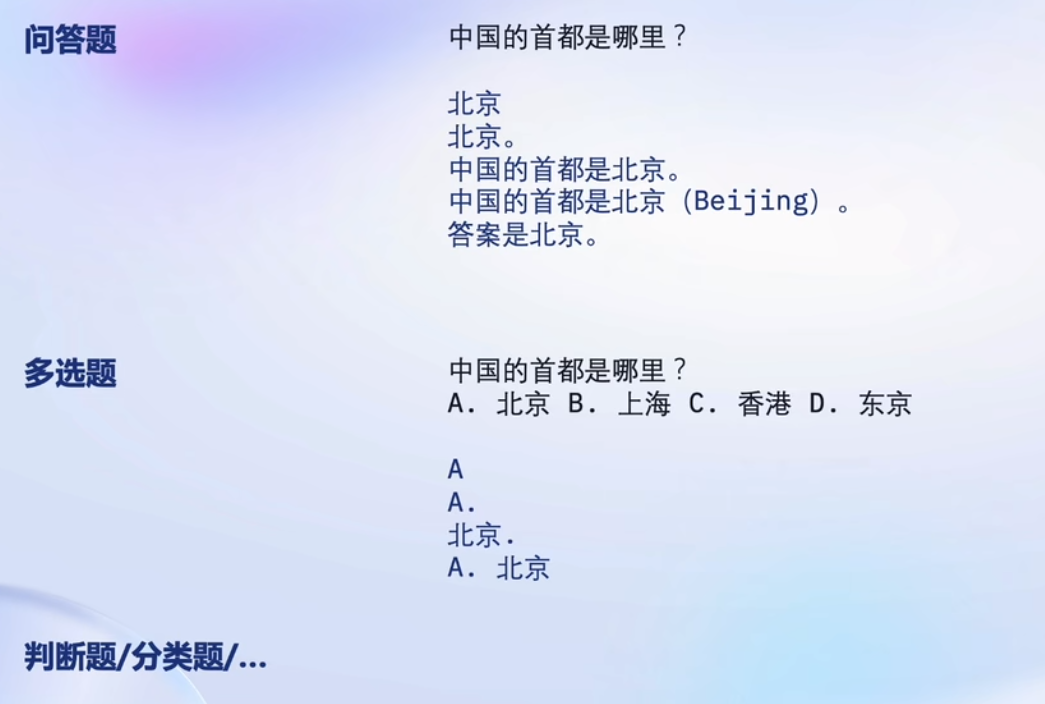 问答题
中国的首都是哪里？
北京
北京。
中国的首都是北京。
中国的首都是北京（Beijing）。
答案是北京。
多选题
中国的首都是哪里？
A. 北京 B. 上海 C. 香港 D. 东京
A
A.
北京.
A. 北京
判断题/分类题/...